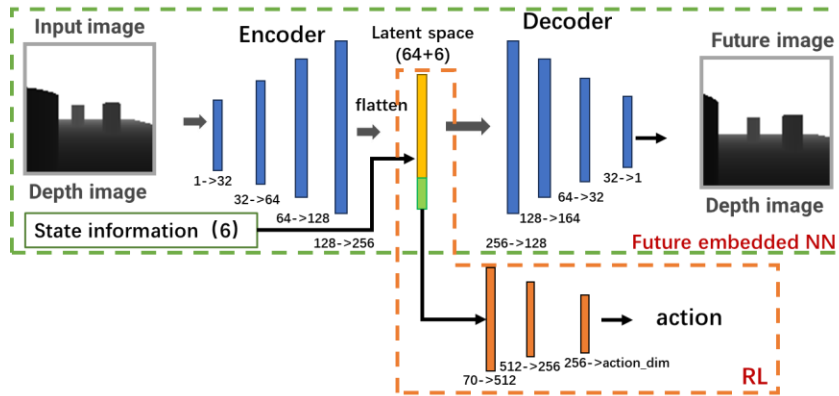 Input image
Encoder
Latent space
(64+6)
Decoder
Future image
flatten
1->32
32->64
64->128
128->256
256->128
128->164
64->32
32->1
Depth image
Depth image
State information (6)
Future embedded NN
70->512
512->256
256->action_dim
action
RL